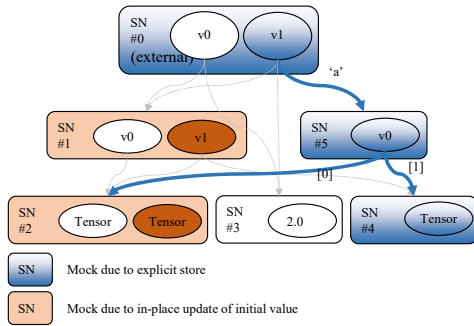 SN
#0
(external)
v0
v1
‘a’
SN
#1
v0
v1
SN
#5
v0
[0]
[1]
SN
#2
Tensor
Tensor
SN
#3
2.0
SN
#4
Tensor
SN Mock due to explicit store
SN Mock due to in-place update of initial value